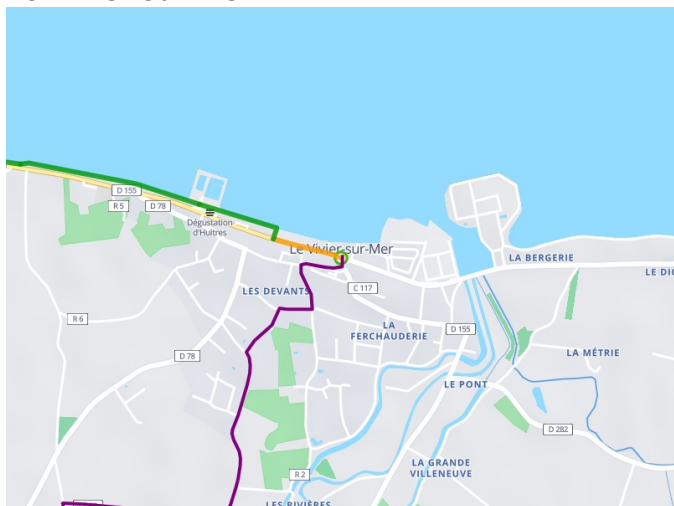 D 155
R 5
D 78
Dégustation
d'Huîtres
Le Vivier-sur-Mer
LA BERGERIE
LES DEVANTS
C 117
R 6
LA
FERCHAUDERIE
D 155
D 78
LA MÉTRIE
LE PONT
D 282
LA GRANDE
VILLENEUVE
R 2
LES RIVIÈRES